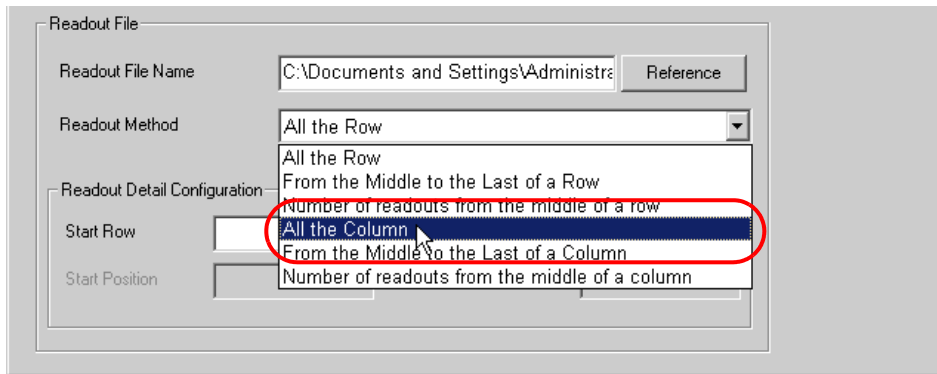 Readout File
Readout File Name C:\Documents and Settings\Administra Reference
Readout Method All the Row
All the Row
From the Middle to the Last of a Row
Readout Detail Configuration
Number of readouts from the middle of a row
Start Row All the Column
From the Middle to the Last of a Column
Start Position Number of readouts from the middle of a column